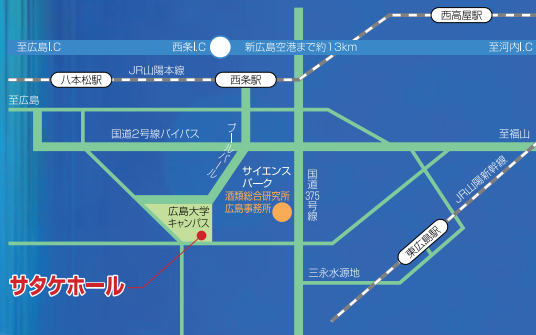 西高屋駅
至広島I.C
西条I.C
新広島空港まで約13km
至河内I.C
JR山陽本線
八本松駅
西条駅
至広島
国道2号線バイパス
ブールバール
至福山
サイエンス
パーク
国道375号線
JR山陽新幹線
酒類総合研究所
広島事務所
広島大学
キャンパス
東広島駅
三永水源地
サタケホール